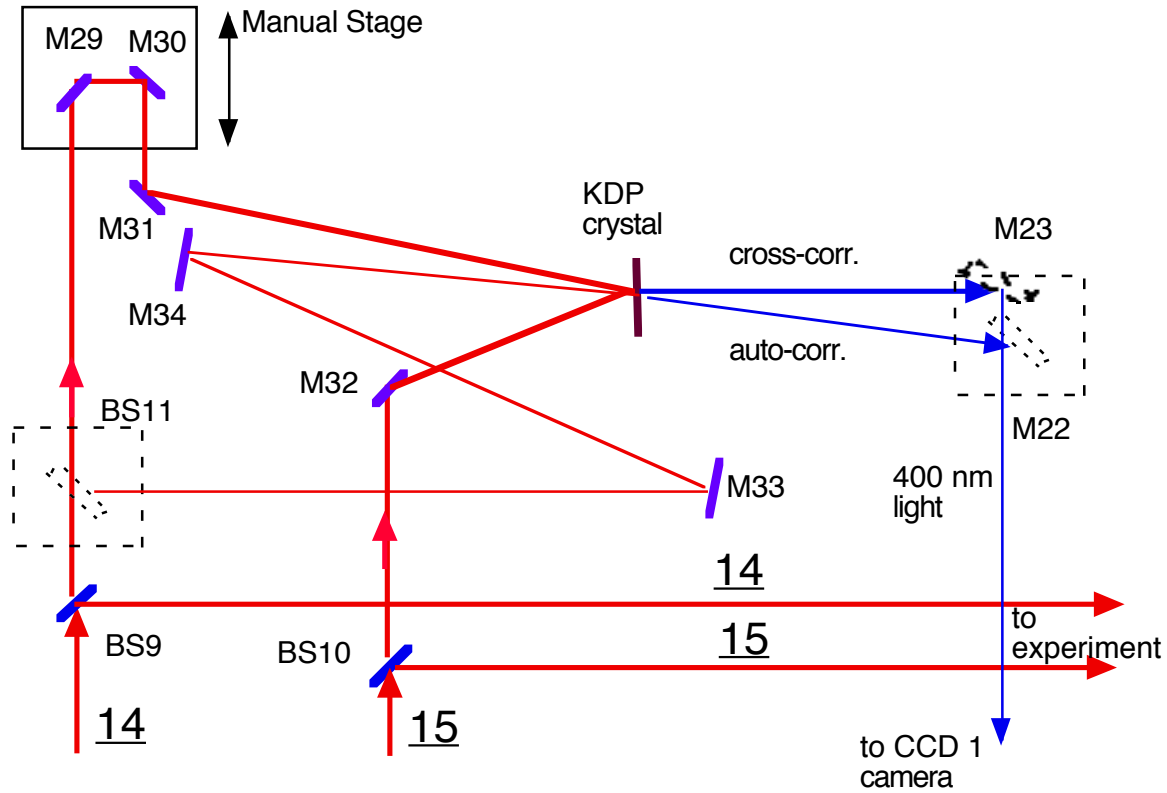 M29
M30
Manual Stage
M31
KDP
crystal
M23
cross-corr.
M34
auto-corr.
M32
BS11
M22
M33
400 nm
light
14
15
to
experiment
BS9
BS10
14
15
to CCD 1
camera